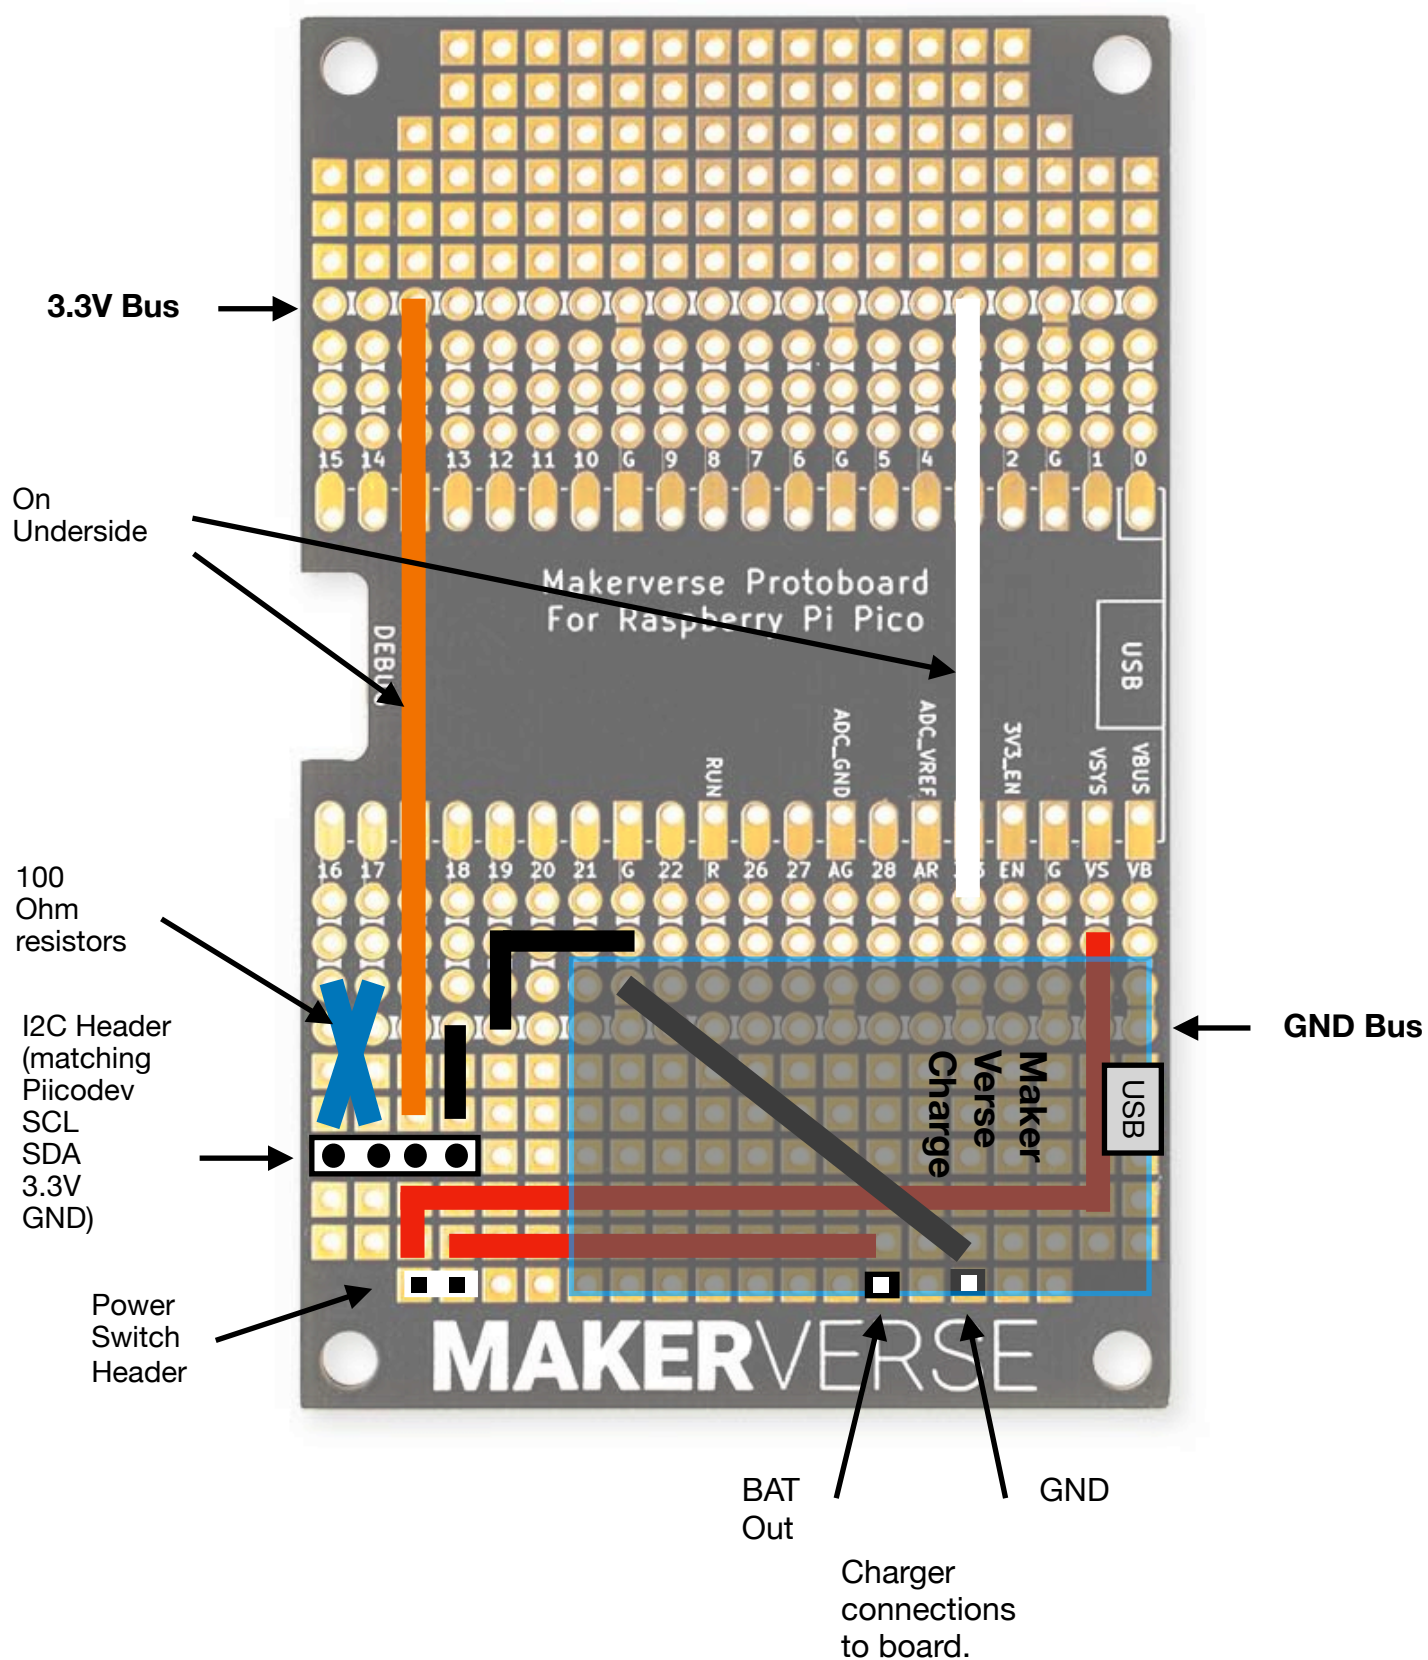 3.3V Bus
15 14 13 12 11 10 G 9 8 7 6 G 5 4 2 G 1 0
On
Underside
Makerverse Protoboard
For Raspberry Pi Pico
USB
RUN
ADC_GND
ADC_VREF
3V3_EN
VSYS
VBUS
16 17 18 19 20 21 G 22 R 26 27 AG 28 AR EN G VS VB
100
Ohm
resistors
I2C Header
(matching
Piicodev
SCL
SDA
3.3V
GND)
GND Bus
Maker
Verse
Charge
USB
Power
Switch
Header
MAKERVERSE
BAT
Out
GND
Charger
connections
to board.